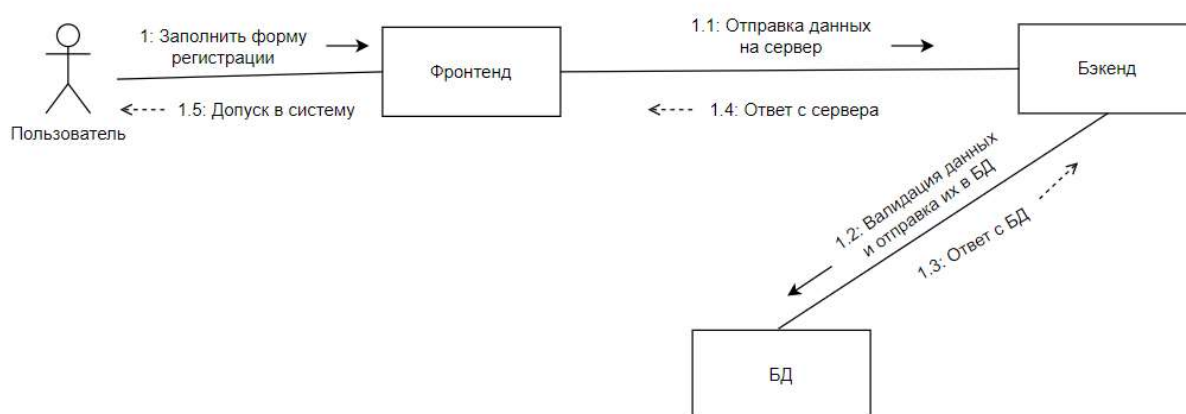 1: Заполнить форму
регистрации
1.1: Отправка данных
на сервер
Фронтенд
Бэкенд
1.5: Допуск в систему
1.4: Ответ с сервера
Пользователь
1.2: Валидация данных
и отправка их в БД
1.3: Ответ с БД
БД